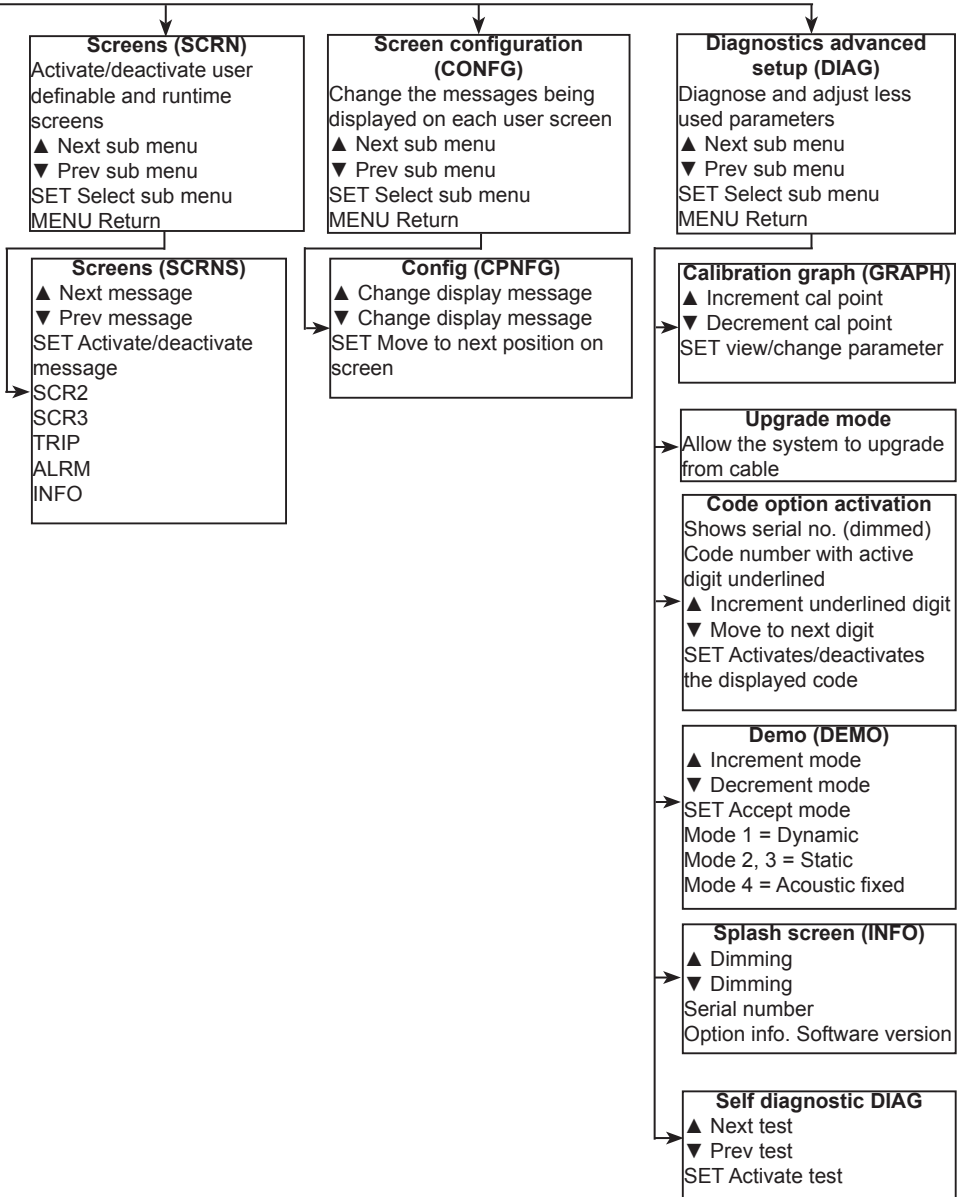 Screens (SCRN)
Activate/deactivate user
definable and runtime
screens
▲ Next sub menu
▼ Prev sub menu
SET Select sub menu
MENU Return
Screen configuration
(CONFG)
Change the messages being
displayed on each user screen
▲ Next sub menu
▼ Prev sub menu
SET Select sub menu
MENU Return
Diagnostics advanced
setup (DIAG)
Diagnose and adjust less
used parameters
▲ Next sub menu
▼ Prev sub menu
SET Select sub menu
MENU Return
Screens (SCRNS)
▲ Next message
▼ Prev message
SET Activate/deactivate
message
SCR2
SCR3
TRIP
ALRM
INFO
Config (CPNFG)
▲ Change display message
▼ Change display message
SET Move to next position on
screen
Calibration graph (GRAPH)
▲ Increment cal point
▼ Decrement cal point
SET view/change parameter
Upgrade mode
Allow the system to upgrade
from cable
Code option activation
Shows serial no. (dimmed)
Code number with active
digit underlined
▲ Increment underlined digit
▼ Move to next digit
SET Activates/deactivates
the displayed code
Demo (DEMO)
▲ Increment mode
▼ Decrement mode
SET Accept mode
Mode 1 = Dynamic
Mode 2, 3 = Static
Mode 4 = Acoustic fixed
Splash screen (INFO)
▲ Dimming
▼ Dimming
Serial number
Option info. Software version
Self diagnostic DIAG
▲ Next test
▼ Prev test
SET Activate test